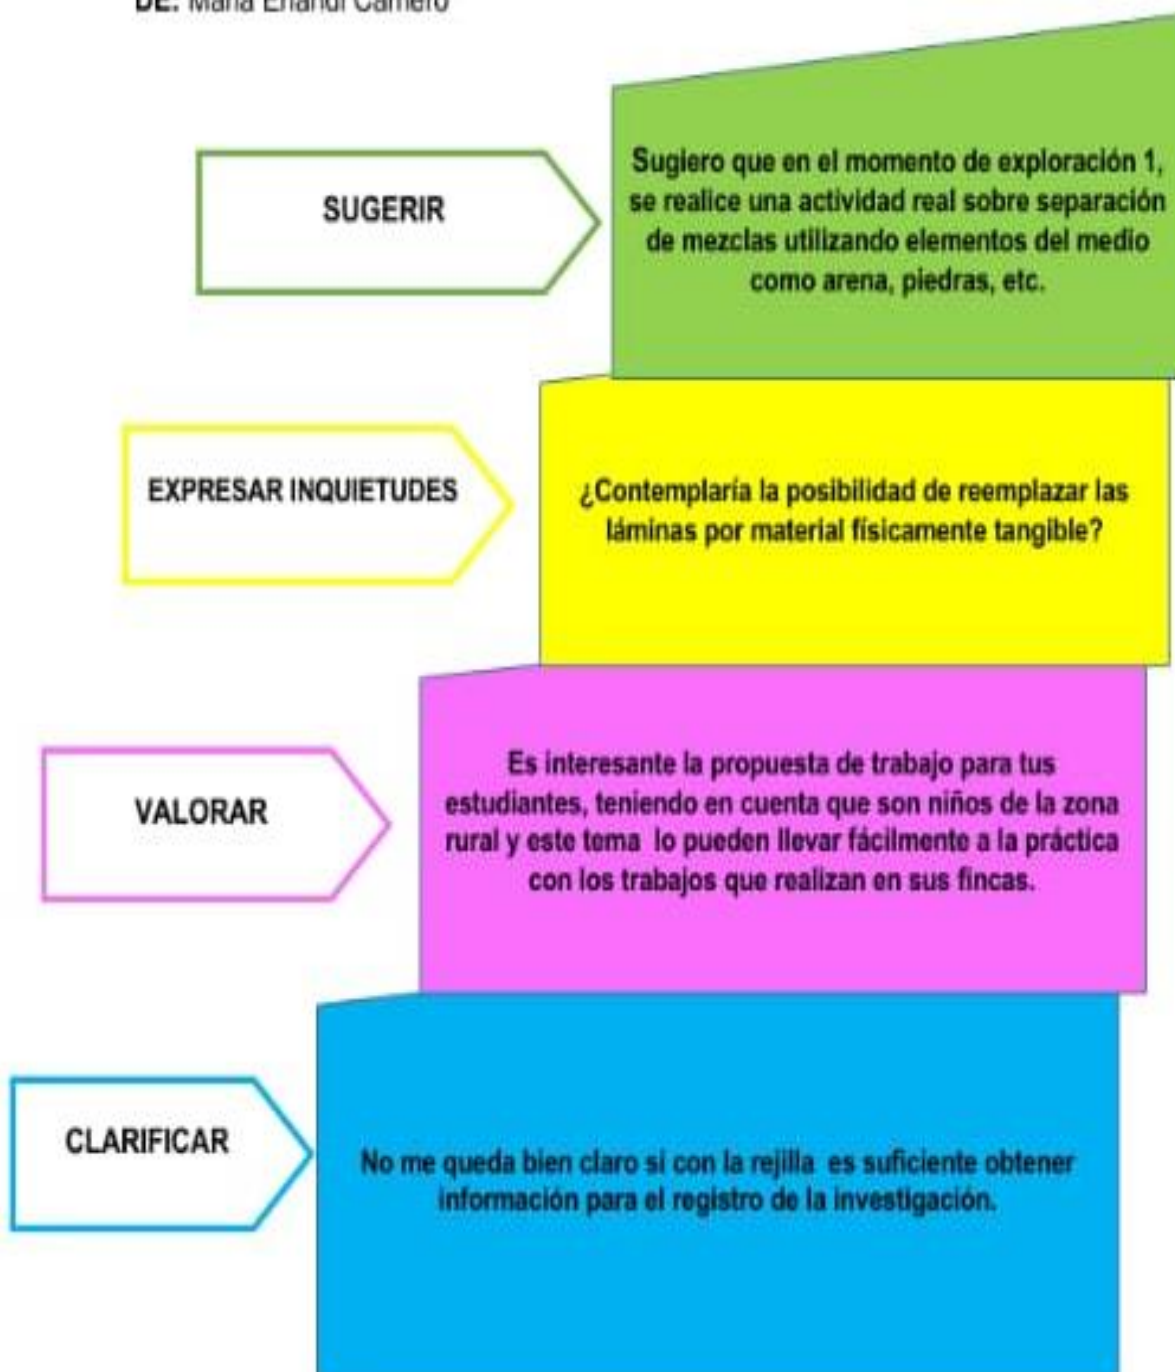 DE: María
SUGERIR
Sugiero que en el momento de exploración 1,
se realice una actividad real sobre separación
de mezclas utilizando elementos del medio
como arena, piedras, etc.
EXPRESAR INQUIETUDES
¿Contemplaría la posibilidad de reemplazar las
láminas por material físicamente tangible?
VALORAR
Es interesante la propuesta de trabajo para tus
estudiantes, teniendo en cuenta que son niños de la zona
rural y este tema lo pueden llevar fácilmente a la práctica
con los trabajos que realizan en sus fincas.
CLARIFICAR
No me queda bien claro si con la rejilla es suficiente obtener
información para el registro de la investigación.